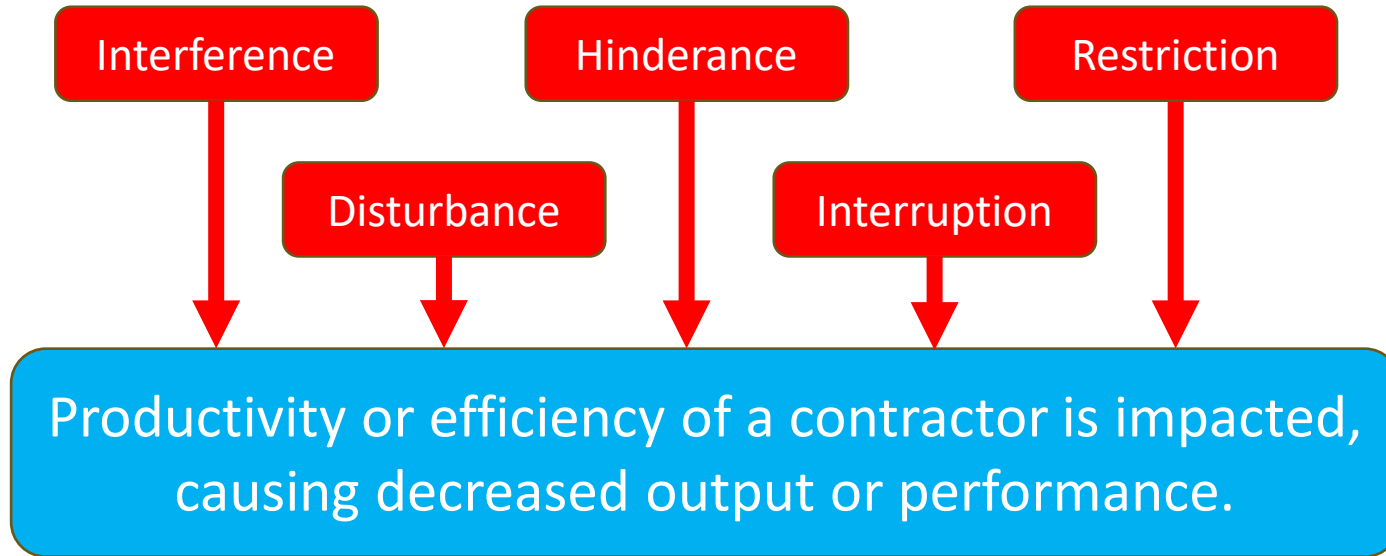 Interference
Hinderance
Restriction
Disturbance
Interruption
Productivity or efficiency of a contractor is impacted,
causing decreased output or performance.